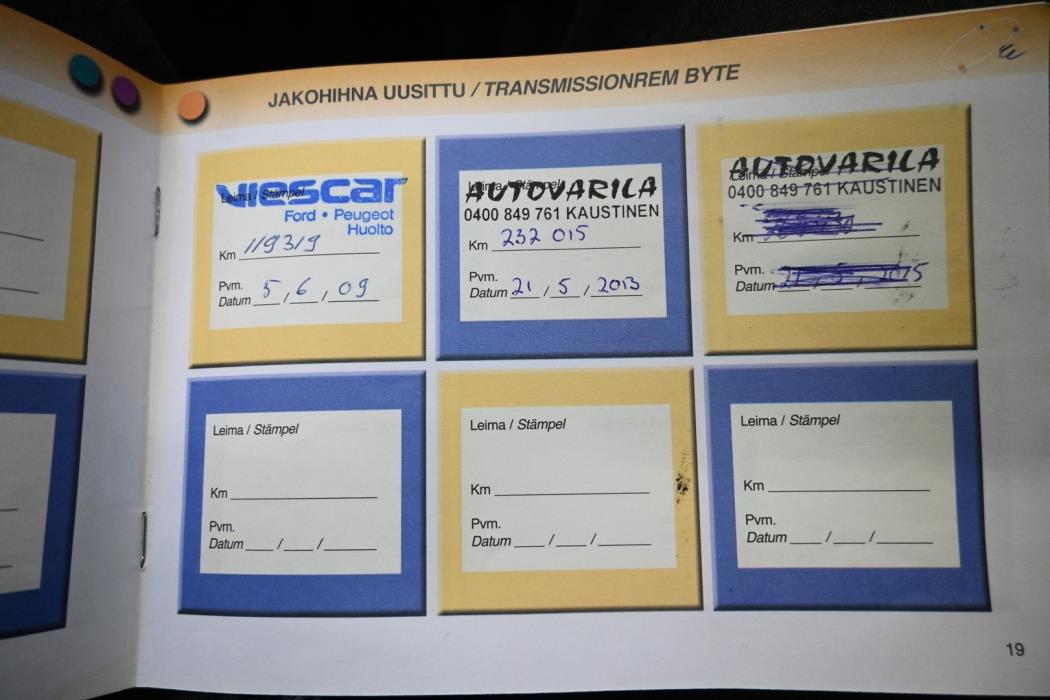 JAKOHIHNA UUSITTU / TRANSMISSIONREM BYTE
Leima / Stämpel
Wiescar
Ford • Peugeot
Huolto
Km 119319
Pvm.
Datum 5 / 6 / 09
Leima / Stämpel
AUTOVARILA
0400 849 761 KAUSTINEN
Km 232 015
Pvm.
Datum 21 / 5 / 2013
Leima / Stämpel
AUTOVARILA
0400 849 761 KAUSTINEN
Km
Pvm.
Datum
Leima / Stämpel
Km
Pvm.
Datum / /
Leima / Stämpel
Km
Pvm.
Datum / /
Leima / Stämpel
Km
Pvm.
Datum / /
19